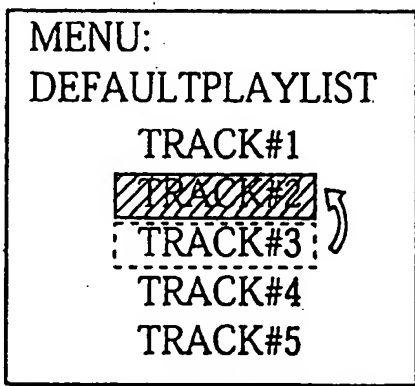 MENU:
DEFAULTPLAYLIST
TRACK#1
TRACK#2
TRACK#3
TRACK#4
TRACK#5